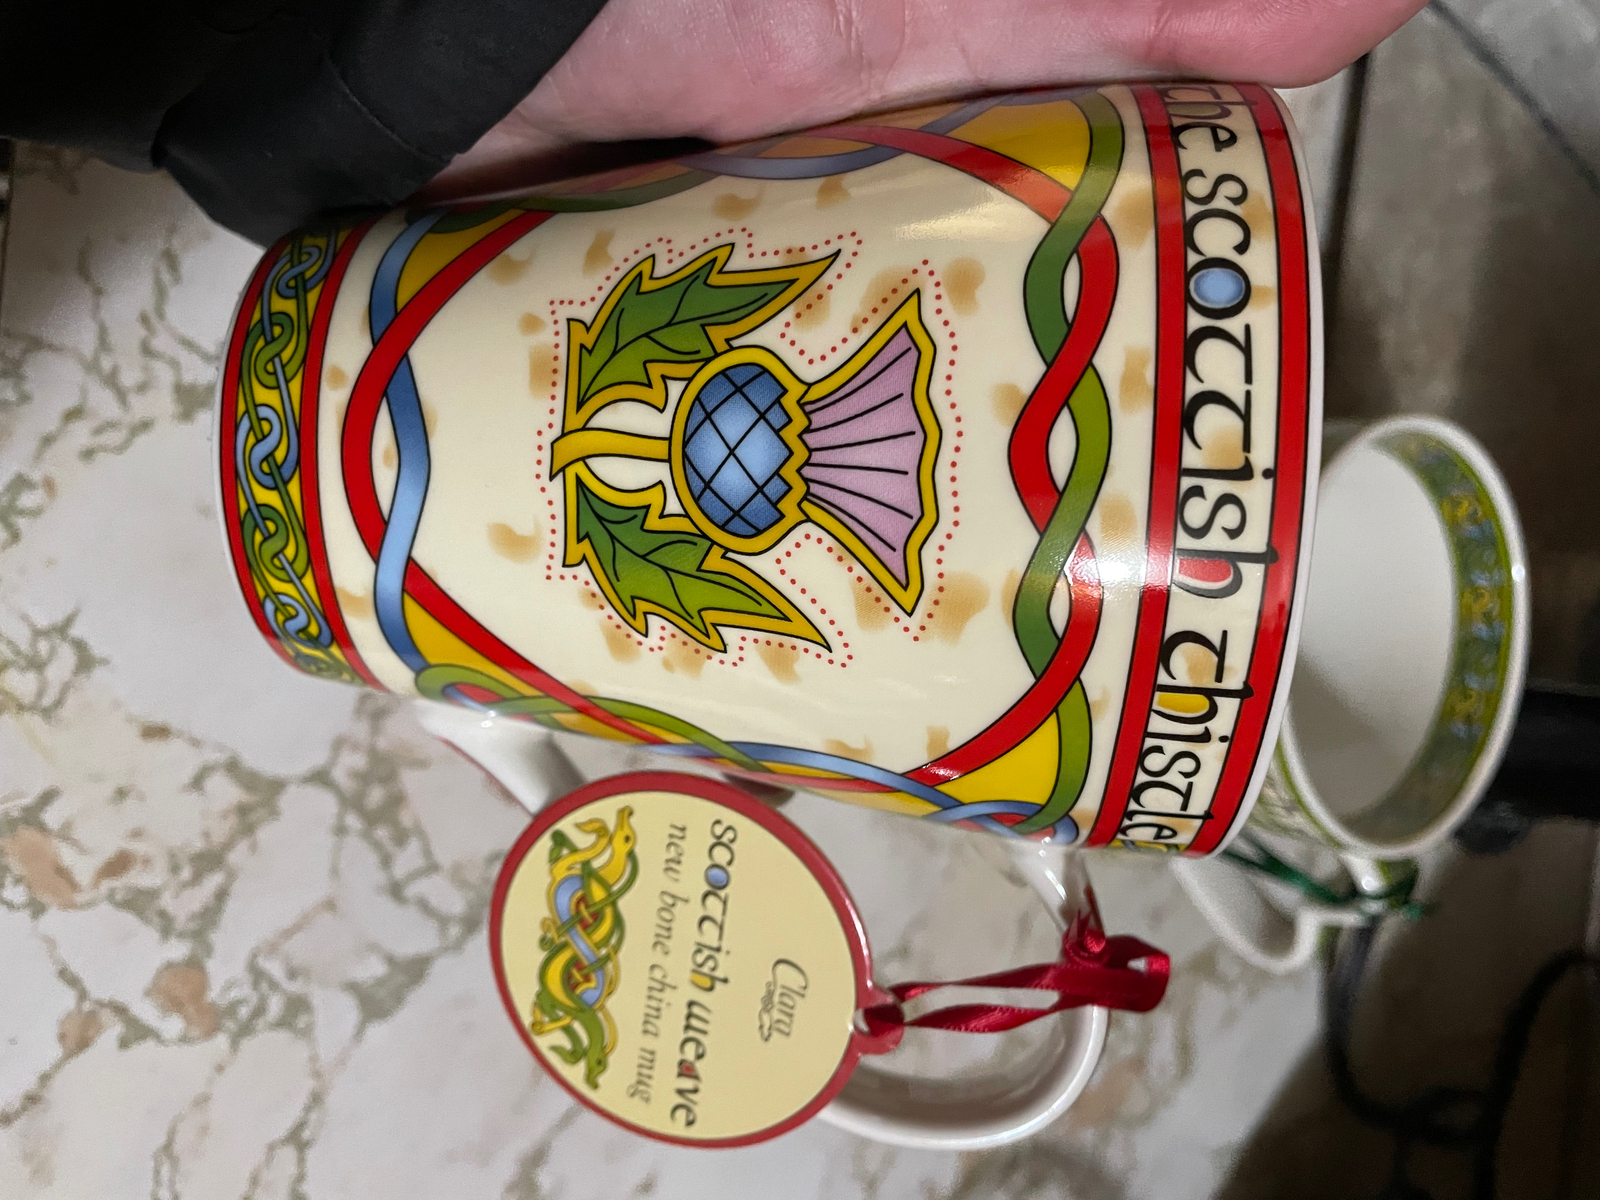 the scottish thistle
Clara
scottish weave
new bone china mug